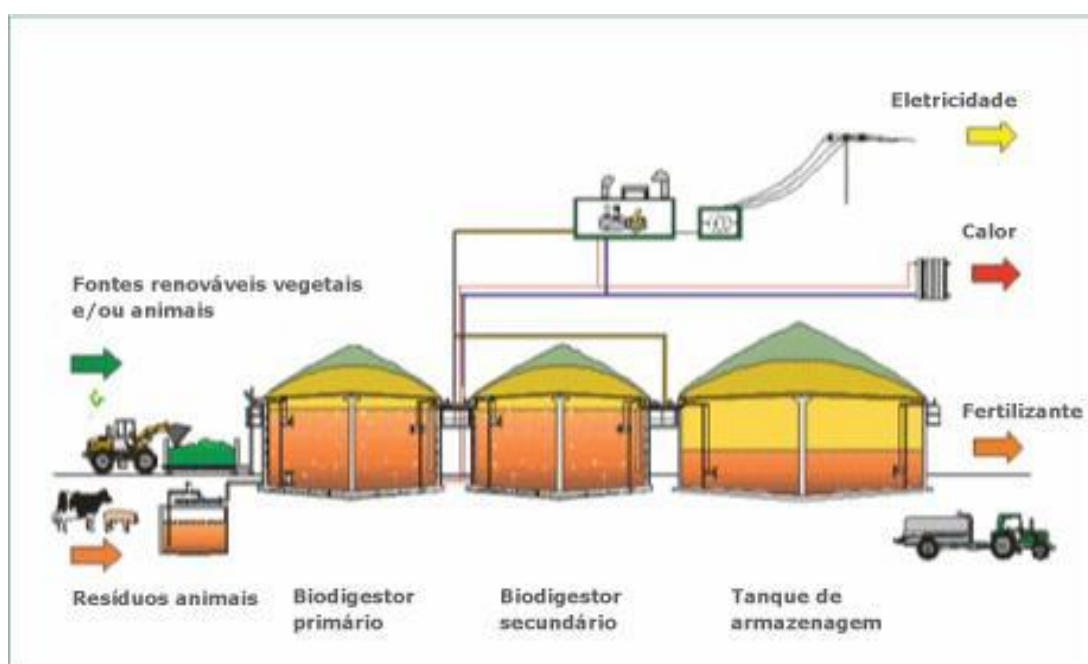 Eletricidade
Calor
Fontes renováveis vegetais
e/ou animais
Fertilizante
Resíduos animais
Biodigestor
primário
Biodigestor
secundário
Tanque de
armazenagem